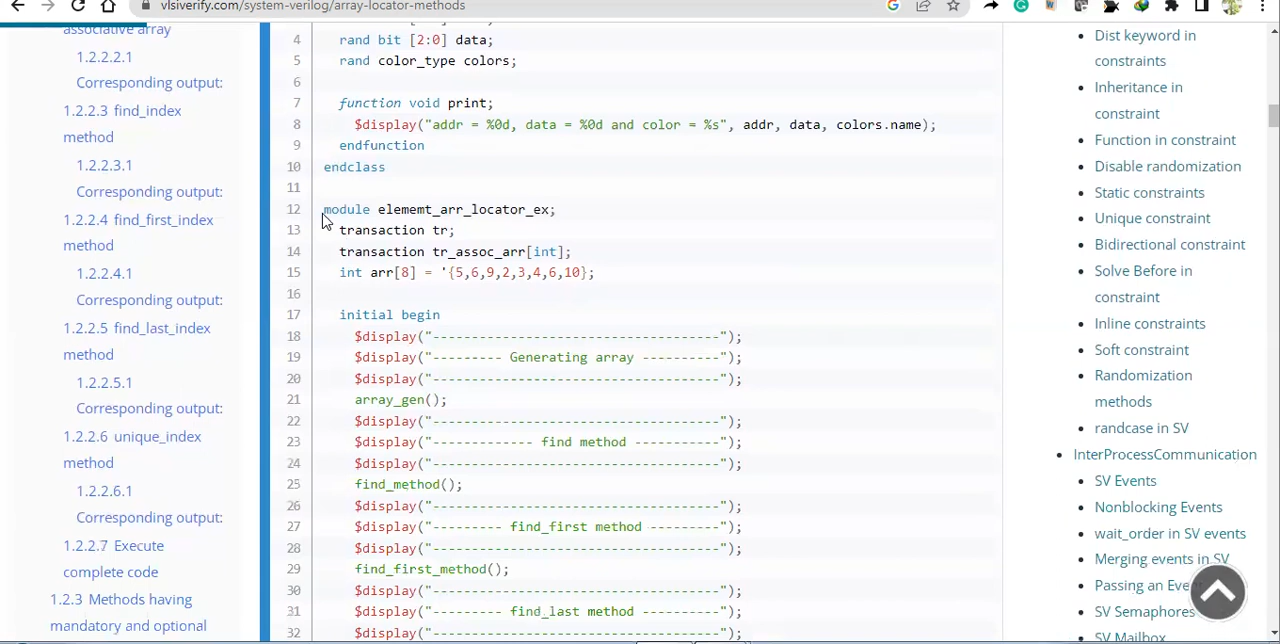 vlsiverify.com/system-verilog/array-locator-methods
associative array
1.2.2.2.1
Corresponding output:
1.2.2.3 find_index
method
1.2.2.3.1
Corresponding output:
1.2.2.4 find_first_index
method
1.2.2.4.1
Corresponding output:
1.2.2.5 find_last_index
method
1.2.2.5.1
Corresponding output:
1.2.2.6 unique_index
method
1.2.2.6.1
Corresponding output:
1.2.2.7 Execute
complete code
1.2.3 Methods having
mandatory and optional
4 rand bit [2:0] data;
5 rand color_type colors;
6
7 function void print;
8 $display("addr = %0d, data = %0d and color = %s", addr, data, colors.name);
9 endfunction
10 endclass
11
12 module elememt_arr_locator_ex;
13 transaction tr;
14 transaction tr_assoc_arr[int];
15 int arr[8] = '{5,6,9,2,3,4,6,10};
16
17 initial begin
18 $display("-------------------------------------");
19 $display("--------- Generating array ----------");
20 $display("-------------------------------------");
21 array_gen();
22 $display("-------------------------------------");
23 $display("------------- find method -----------");
24 $display("-------------------------------------");
25 find_method();
26 $display("-------------------------------------");
27 $display("--------- find_first method ---------");
28 $display("-------------------------------------");
29 find_first_method();
30 $display("-------------------------------------");
31 $display("--------- find_last method ----------");
32 $display("-------------------------------------");
Dist keyword in
constraints
Inheritance in
constraint
Function in constraint
Disable randomization
Static constraints
Unique constraint
Bidirectional constraint
Solve Before in
constraint
Inline constraints
Soft constraint
Randomization
methods
randcase in SV
InterProcessCommunication
SV Events
Nonblocking Events
wait_order in SV events
Merging events in SV
Passing an
SV Semaphores
SV Mailbox